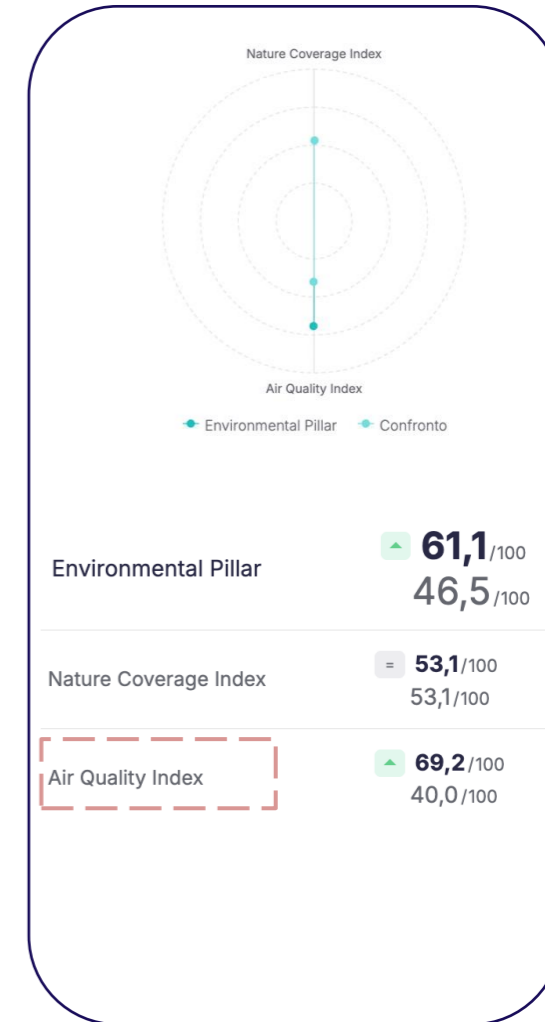 Nature Coverage Index
Air Quality Index
Environmental Pillar Confronto
Environmental Pillar
61,1/100
46,5/100
Nature Coverage Index
= 53,1/100
53,1/100
Air Quality Index
69,2/100
40,0/100